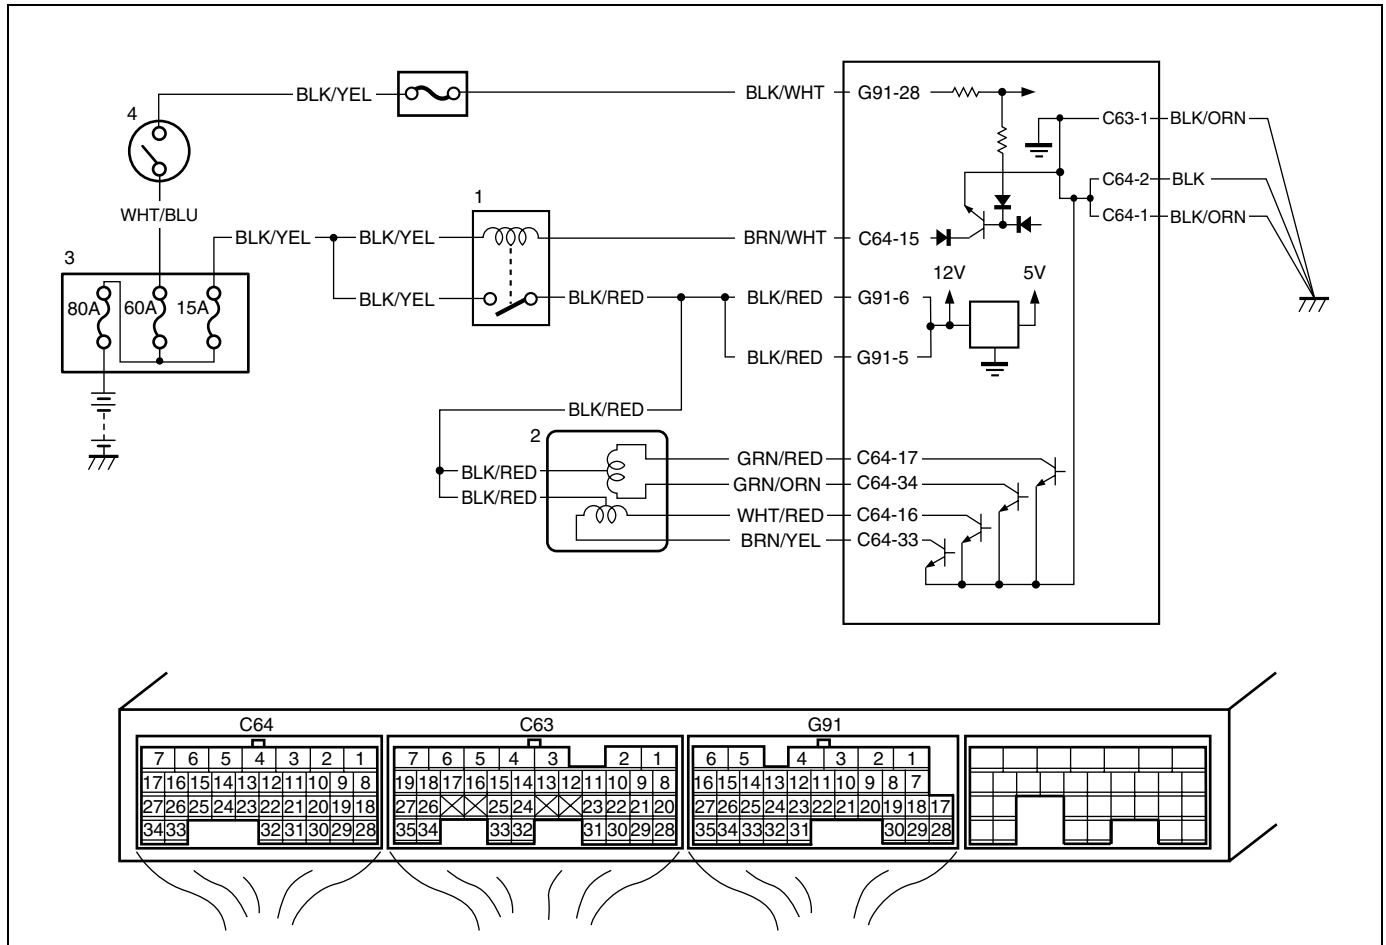 BLK/YEL BLK/WHT G91-28
4
C63-1 BLK/ORN
C64-2 BLK
1
WHT/BLU
C64-1 BLK/ORN
BLK/YEL BLK/YEL BRN/WHT C64-15
3
12V 5V
80A 60A 15A
BLK/YEL BLK/RED BLK/RED G91-6
BLK/RED G91-5
BLK/RED
2
GRN/RED C64-17
BLK/RED
GRN/ORN C64-34
BLK/RED
WHT/RED C64-16
BRN/YEL C64-33
C64 C63 G91
7 6 5 4 3 2 1 7 6 5 4 3 2 1 6 5 4 3 2 1
17 16 15 14 13 12 11 10 9 8 19 18 17 16 15 14 13 12 11 10 9 8 16 15 14 13 12 11 10 9 8 7
27 26 25 24 23 22 21 20 19 18 27 26 25 24 23 22 21 20 27 26 25 24 23 22 21 20 19 18 17
34 33 32 31 30 29 28 35 34 33 32 31 30 29 28 35 34 33 32 31 30 29 28